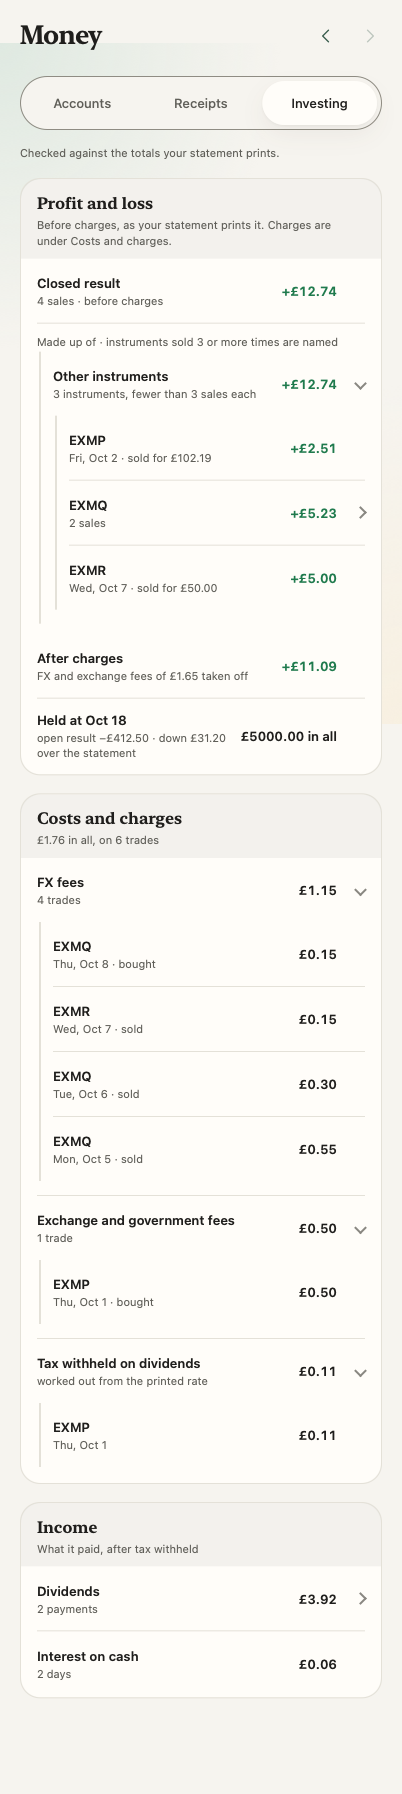 Money
Accounts
Receipts
Investing
Checked against the totals your statement prints.
Profit and loss
Before charges, as your statement prints it. Charges are
under Costs and charges.
Closed result
+£12.74
4 sales · before charges
Made up of · instruments sold 3 or more times are named
Other instruments
+£12.74
3 instruments, fewer than 3 sales each
EXMP
+£2.51
Fri, Oct 2 · sold for £102.19
EXMQ
+£5.23
2 sales
EXMR
+£5.00
Wed, Oct 7 · sold for £50.00
After charges
+£11.09
FX and exchange fees of £1.65 taken off
Held at Oct 18
£5000.00 in all
open result −£412.50 · down £31.20
over the statement
Costs and charges
£1.76 in all, on 6 trades
FX fees
£1.15
4 trades
EXMQ
£0.15
Thu, Oct 8 · bought
EXMR
£0.15
Wed, Oct 7 · sold
EXMQ
£0.30
Tue, Oct 6 · sold
EXMQ
£0.55
Mon, Oct 5 · sold
Exchange and government fees
£0.50
1 trade
EXMP
£0.50
Thu, Oct 1 · bought
Tax withheld on dividends
£0.11
worked out from the printed rate
EXMP
£0.11
Thu, Oct 1
Income
What it paid, after tax withheld
Dividends
£3.92
2 payments
Interest on cash
£0.06
2 days